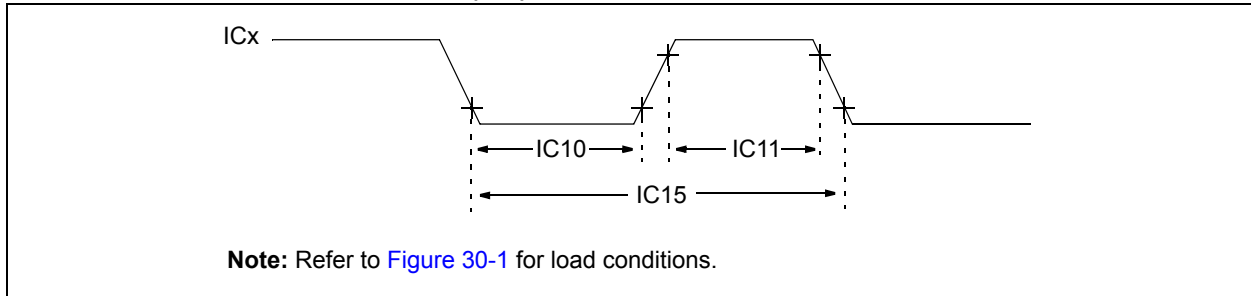 ICx
IC10
IC11
IC15
Note: Refer to Figure 30-1 for load conditions.